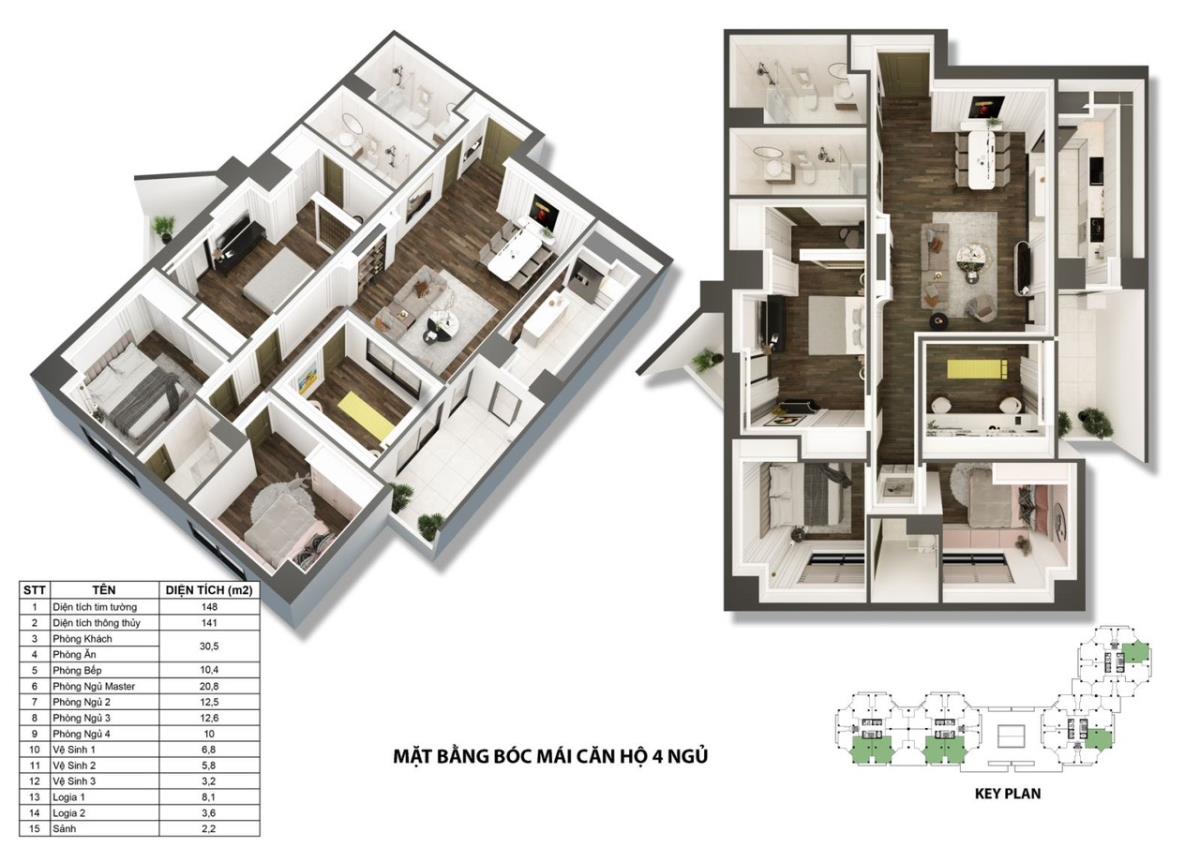 STT TÊN DIỆN TÍCH (m2)
1 Diện tích tim tường 148
2 Diện tích thông thủy 141
3 Phòng Khách 30,5
4 Phòng Ăn
5 Phòng Bếp 10,4
6 Phòng Ngủ Master 20,8
7 Phòng Ngủ 2 12,5
8 Phòng Ngủ 3 12,6
9 Phòng Ngủ 4 10
10 Vệ Sinh 1 6,8
11 Vệ Sinh 2 5,8
12 Vệ Sinh 3 3,2
13 Logia 1 8,1
14 Logia 2 3,6
15 Sảnh 2,2
MẶT BẰNG BÓC MÁI CĂN HỘ 4 NGỦ
KEY PLAN